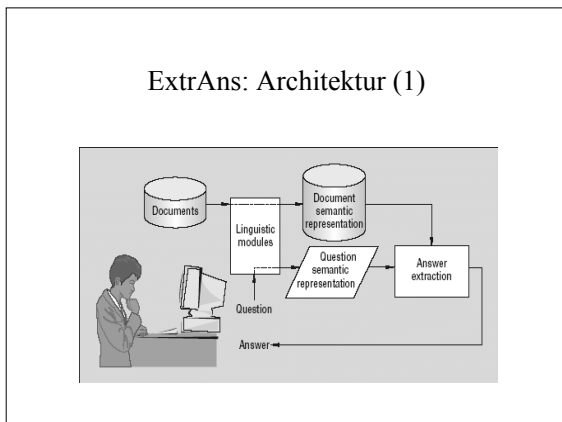 ExtrAns: Architektur (1)
Documents
Linguistic
modules
Document
semantic
representation
Question
semantic
representation
Answer
extraction
Question
Answer